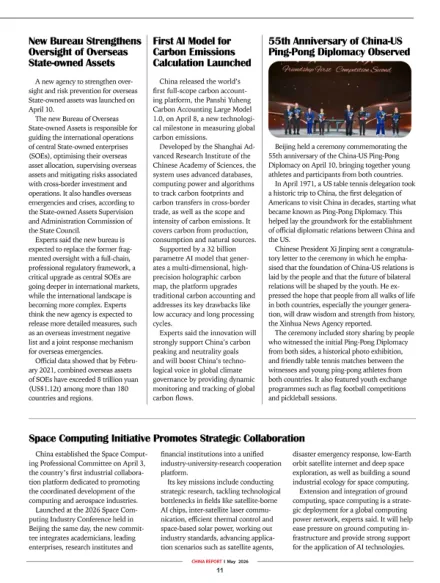 New Bureau Strengthens
Oversight of Overseas
State-owned Assets
A new agency to strengthen over-
sight and risk prevention for overseas
State-owned assets was launched on
April 10.
The new Bureau of Overseas
State-owned Assets is responsible for
guiding the international operations
of central State-owned enterprises
(SOEs), optimising their overseas
asset allocation, supervising overseas
assets and mitigating risks associated
with cross-border investment and
operations. It also handles overseas
emergencies and crises, according to
the State-owned Assets Supervision
and Administration Commission of
the State Council.
Experts said the new bureau is
expected to replace the former frag-
mented oversight with a full-chain,
professional regulatory framework, a
critical upgrade as central SOEs are
going deeper in international markets,
while the international landscape is
becoming more complex. Experts
think the new agency is expected to
release more detailed measures, such
as an overseas investment negative
list and a joint response mechanism
for overseas emergencies.
Official data showed that by Febru-
ary 2021, combined overseas assets
of SOEs have exceeded 8 trillion yuan
(US$1.12t) among more than 180
countries and regions.
First AI Model for
Carbon Emissions
Calculation Launched
China released the world's
first full-scope carbon account-
ing platform, the Panshi Yuheng
Carbon Accounting Large Model
1.0, on April 8, a new technologi-
cal milestone in measuring global
carbon emissions.
Developed by the Shanghai Ad-
vanced Research Institute of the
Chinese Academy of Sciences, the
system uses advanced databases,
computing power and algorithms
to track carbon footprints and
carbon transfers in cross-border
trade, as well as the scope and
intensity of carbon emissions. It
covers carbon from production,
consumption and natural sources.
Supported by a 32 billion
parametre AI model that gener-
ates a multi-dimensional, high-
precision holographic carbon
map, the platform upgrades
traditional carbon accounting and
addresses its key drawbacks like
low accuracy and long processing
cycles.
Experts said the innovation will
strongly support China's carbon
peaking and neutrality goals
and will boost China's techno-
logical voice in global climate
governance by providing dynamic
monitoring and tracking of global
carbon flows.
55th Anniversary of China-US
Ping-Pong Diplomacy Observed
Friendship First Competition Second
Beijing held a ceremony commemorating the
55th anniversary of the China-US Ping-Pong
Diplomacy on April 10, bringing together young
athletes and participants from both countries.
In April 1971, a US table tennis delegation took
a historic trip to China, the first delegation of
Americans to visit China in decades, starting what
became known as Ping-Pong Diplomacy. This
helped lay the groundwork for the establishment
of official diplomatic relations between China and
the US.
Chinese President Xi Jinping sent a congratula-
tory letter to the ceremony in which he empha-
sised that the foundation of China-US relations is
laid by the people and that the future of bilateral
relations will be shaped by the youth. He ex-
pressed the hope that people from all walks of life
in both countries, especially the younger genera-
tion, will draw wisdom and strength from history,
the Xinhua News Agency reported.
The ceremony included story sharing by people
who witnessed the initial Ping-Pong Diplomacy
from both sides, a historical photo exhibition,
and friendly table tennis matches between the
witnesses and young ping-pong athletes from
both countries. It also featured youth exchange
programmes such as flag football competitions
and pickleball sessions.
Space Computing Initiative Promotes Strategic Collaboration
China established the Space Comput-
ing Professional Committee on April 3,
the country's first industrial collabora-
tion platform dedicated to promoting
the coordinated development of the
computing and aerospace industries.
Launched at the 2026 Space Com-
puting Industry Conference held in
Beijing the same day, the new commit-
tee integrates academicians, leading
enterprises, research institutes and
financial institutions into a unified
industry-university-research cooperation
platform.
Its key missions include conducting
strategic research, tackling technological
bottlenecks in fields like satellite-borne
AI chips, inter-satellite laser commu-
nication, efficient thermal control and
space-based solar power, working out
industry standards, advancing applica-
tion scenarios such as satellite agents,
disaster emergency response, low-Earth
orbit satellite internet and deep space
exploration, as well as building a sound
industrial ecology for space computing.
Extension and integration of ground
computing, space computing is a strate-
gic deployment for a global computing
power network, experts said. It will help
ease pressure on ground computing in-
frastructure and provide strong support
for the application of AI technologies.
CHINA REPORT I May 2026
11